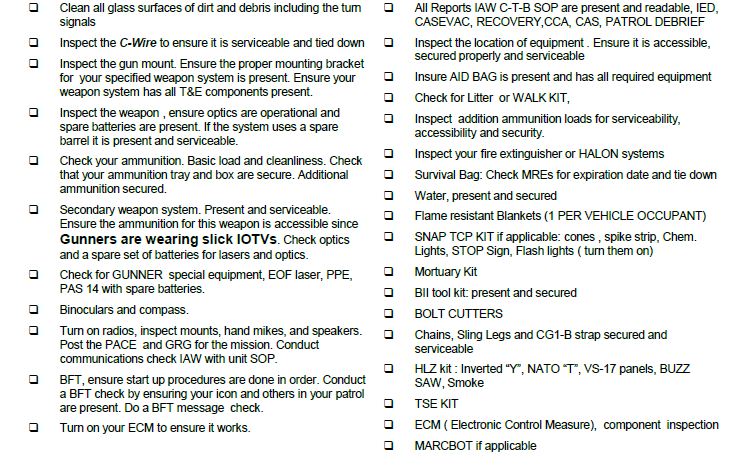 Clean all glass surfaces of dirt and debris including the turn
signals
Inspect the C-Wire to ensure it is serviceable and tied down
Inspect the gun mount. Ensure the proper mounting bracket
for your specified weapon system is present. Ensure your
weapon system has all T&E components present.
Inspect the weapon , ensure optics are operational and
spare batteries are present. If the system uses a spare
barrel it is present and serviceable.
Check your ammunition. Basic load and cleanliness. Check
that your ammunition tray and box are secure. Additional
ammunition secured.
Secondary weapon system. Present and serviceable.
Ensure the ammunition for this weapon is accessible since
Gunners are wearing slick IOTVs. Check optics
and a spare set of batteries for lasers and optics.
Check for GUNNER special equipment, EOF laser, PPE,
PAS 14 with spare batteries.
Binoculars and compass.
Turn on radios, inspect mounts, hand mikes, and speakers.
Post the PACE and GRG for the mission. Conduct
communications check IAW with unit SOP.
BFT, ensure start up procedures are done in order. Conduct
a BFT check by ensuring your icon and others in your patrol
are present. Do a BFT message check.
Turn on your ECM to ensure it works.
All Reports IAW C-T-B SOP are present and readable, IED,
CASEVAC, RECOVERY,CCA, CAS, PATROL DEBRIEF
Inspect the location of equipment . Ensure it is accessible,
secured properly and serviceable
Insure AID BAG is present and has all required equipment
Check for Litter or WALK KIT,
Inspect addition ammunition loads for serviceability,
accessibility and security.
Inspect your fire extinguisher or HALON systems
Survival Bag: Check MREs for expiration date and tie down
Water, present and secured
Flame resistant Blankets (1 PER VEHICLE OCCUPANT)
SNAP TCP KIT if applicable: cones , spike strip, Chem.
Lights, STOP Sign, Flash lights ( turn them on)
Mortuary Kit
BII tool kit: present and secured
BOLT CUTTERS
Chains, Sling Legs and CG1-B strap secured and
serviceable
HLZ kit : Inverted “Y”, NATO “T”, VS-17 panels, BUZZ
SAW, Smoke
TSE KIT
ECM ( Electronic Control Measure), component inspection
MARCBOT if applicable